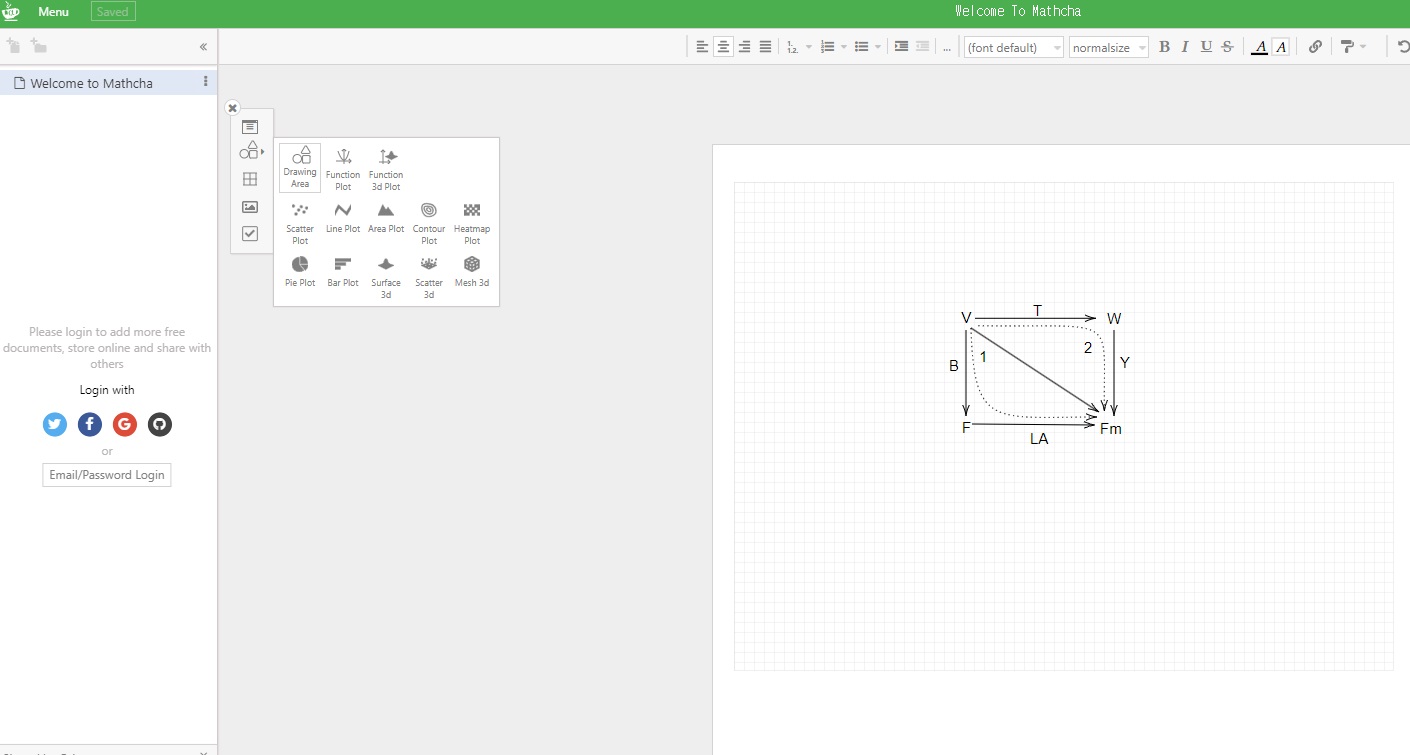 Menu
Saved
Welcome To Mathcha
(font default)
normalsize
B I U S A A
...
Welcome to Mathcha
Drawing
Area
Function
Plot
Function
3d Plot
Scatter
Plot
Line Plot
Area Plot
Contour
Plot
Heatmap
Plot
Pie Plot
Bar Plot
Surface
3d
Scatter
3d
Mesh 3d
Please login to add more free
documents, store online and share with
others
Login with
or
Email/Password Login
V
T
W
1
2
B
Y
F
LA
Fm